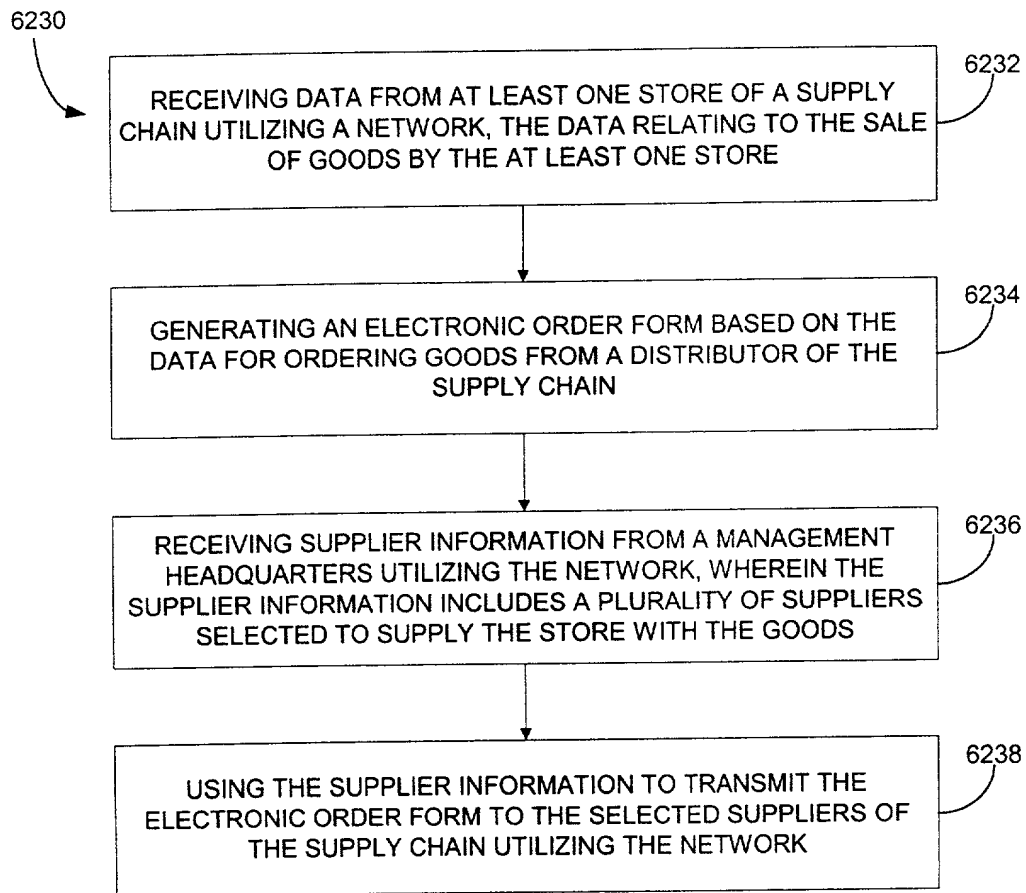 6230
6232
RECEIVING DATA FROM AT LEAST ONE STORE OF A SUPPLY
CHAIN UTILIZING A NETWORK, THE DATA RELATING TO THE SALE
OF GOODS BY THE AT LEAST ONE STORE
6234
GENERATING AN ELECTRONIC ORDER FORM BASED ON THE
DATA FOR ORDERING GOODS FROM A DISTRIBUTOR OF THE
SUPPLY CHAIN
6236
RECEIVING SUPPLIER INFORMATION FROM A MANAGEMENT
HEADQUARTERS UTILIZING THE NETWORK, WHEREIN THE
SUPPLIER INFORMATION INCLUDES A PLURALITY OF SUPPLIERS
SELECTED TO SUPPLY THE STORE WITH THE GOODS
6238
USING THE SUPPLIER INFORMATION TO TRANSMIT THE
ELECTRONIC ORDER FORM TO THE SELECTED SUPPLIERS OF
THE SUPPLY CHAIN UTILIZING THE NETWORK